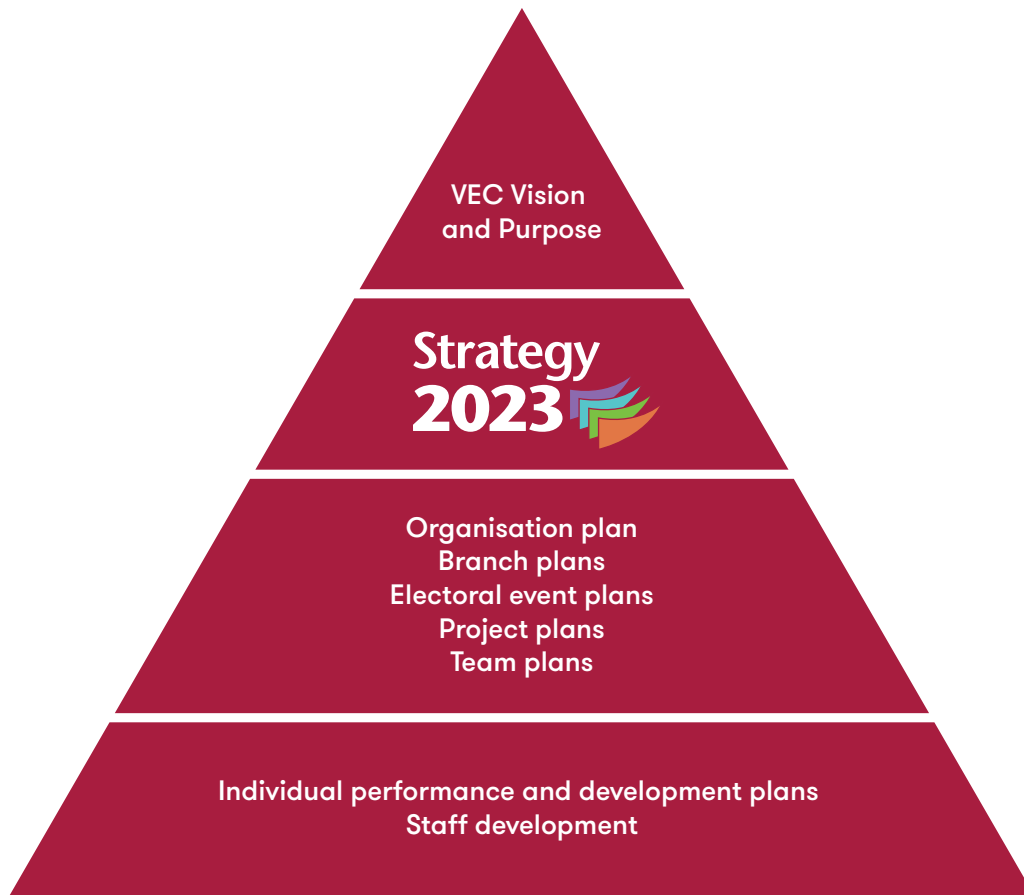 VEC Vision
and Purpose
Strategy
2023
Organisation plan
Branch plans
Electoral event plans
Project plans
Team plans
Individual performance and development plans
Staff development